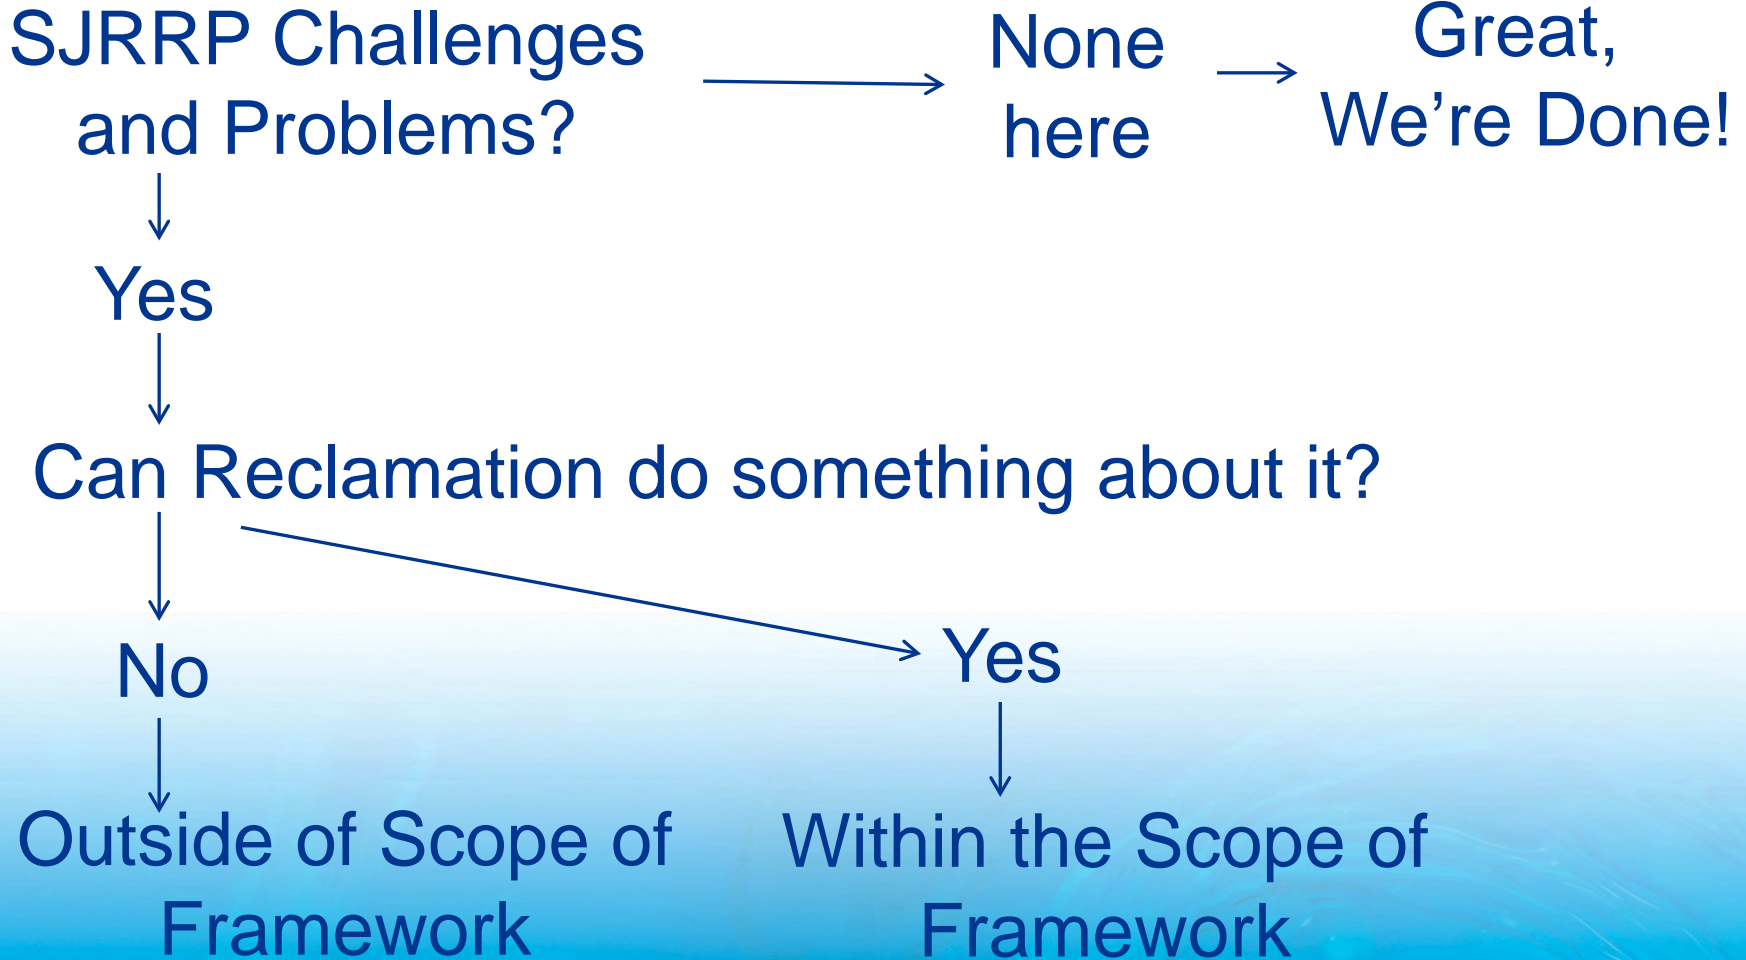 SJRRP Challenges
and Problems?
None
here
Great,
We're Done!
Yes
Can Reclamation do something about it?
No
Yes
Outside of Scope of
Framework
Within the Scope of
Framework